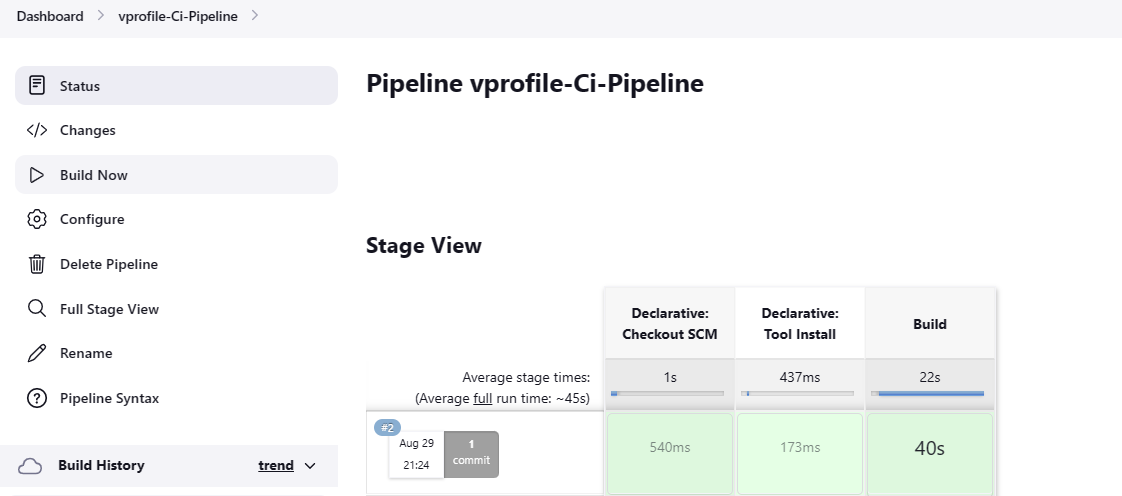 Dashboard > vprofile-Ci-Pipeline >
Status
Changes
Build Now
Configure
Delete Pipeline
Full Stage View
Rename
Pipeline Syntax
Build History trend
Pipeline vprofile-Ci-Pipeline
Stage View
Declarative:
Checkout SCM
Declarative:
Tool Install
Build
Average stage times: 1s 437ms 22s
(Average full run time: ~45s)
#2
Aug 29 1
21:24 commit
540ms 173ms 40s